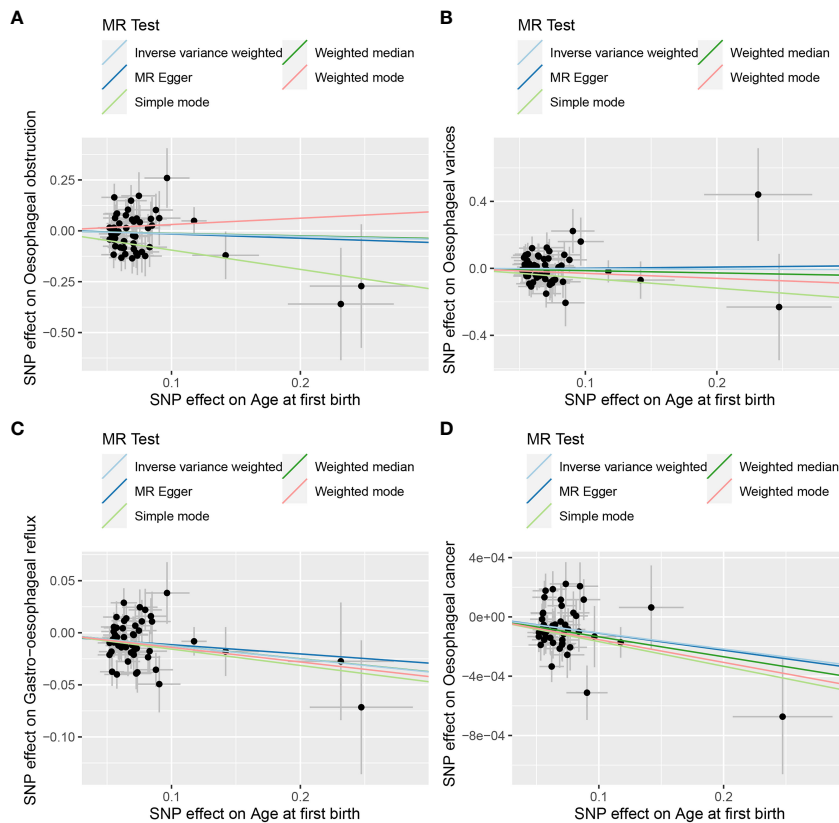 A
MR Test
Inverse variance weighted
Weighted median
MR Egger
Weighted mode
Simple mode
SNP effect on Oesophageal obstruction
0.25
0.00
−0.25
−0.50
0.1
0.2
SNP effect on Age at first birth
B
MR Test
Inverse variance weighted
Weighted median
MR Egger
Weighted mode
Simple mode
SNP effect on Oesophageal varices
0.4
0.0
−0.4
0.1
0.2
SNP effect on Age at first birth
C
MR Test
Inverse variance weighted
Weighted median
MR Egger
Weighted mode
Simple mode
SNP effect on Gastro−oesophageal reflux
0.05
0.00
−0.05
−0.10
0.1
0.2
SNP effect on Age at first birth
D
MR Test
Inverse variance weighted
Weighted median
MR Egger
Weighted mode
Simple mode
SNP effect on Oesophageal cancer
4e−04
0e+00
−4e−04
−8e−04
0.1
0.2
SNP effect on Age at first birth